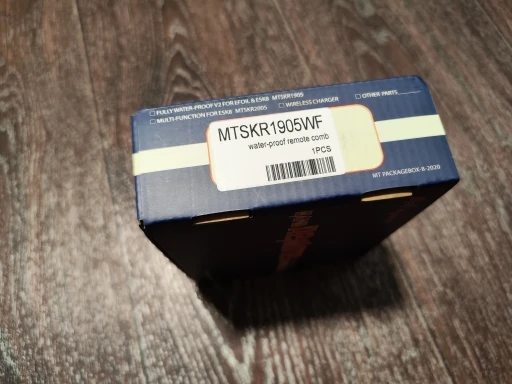 □ FULLY WATER-PROOF V2 FOR EFOIL & ESK8 MTSKR1905
□ MULTI-FUNCTION FOR ESK8 MTSKR2005
□ WIRELESS CHARGER
□ OTHER PARTS
MTSKR1905WF
water-proof remote comb
1PCS
MT PACKAGEBOX-B-2020